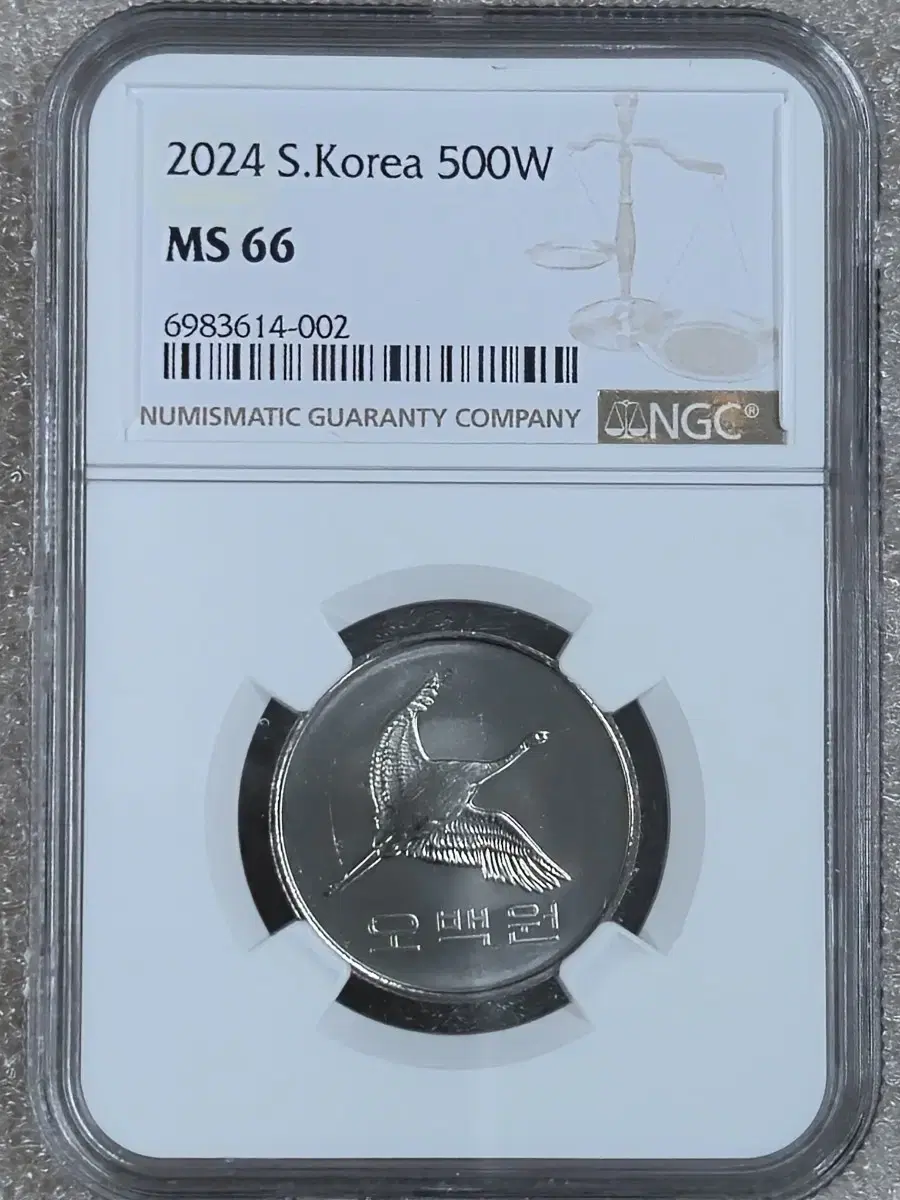 2024 S.Korea 500W
MS 66
6983614-002
NUMISMATIC GUARANTY COMPANY
NGC®
오백원